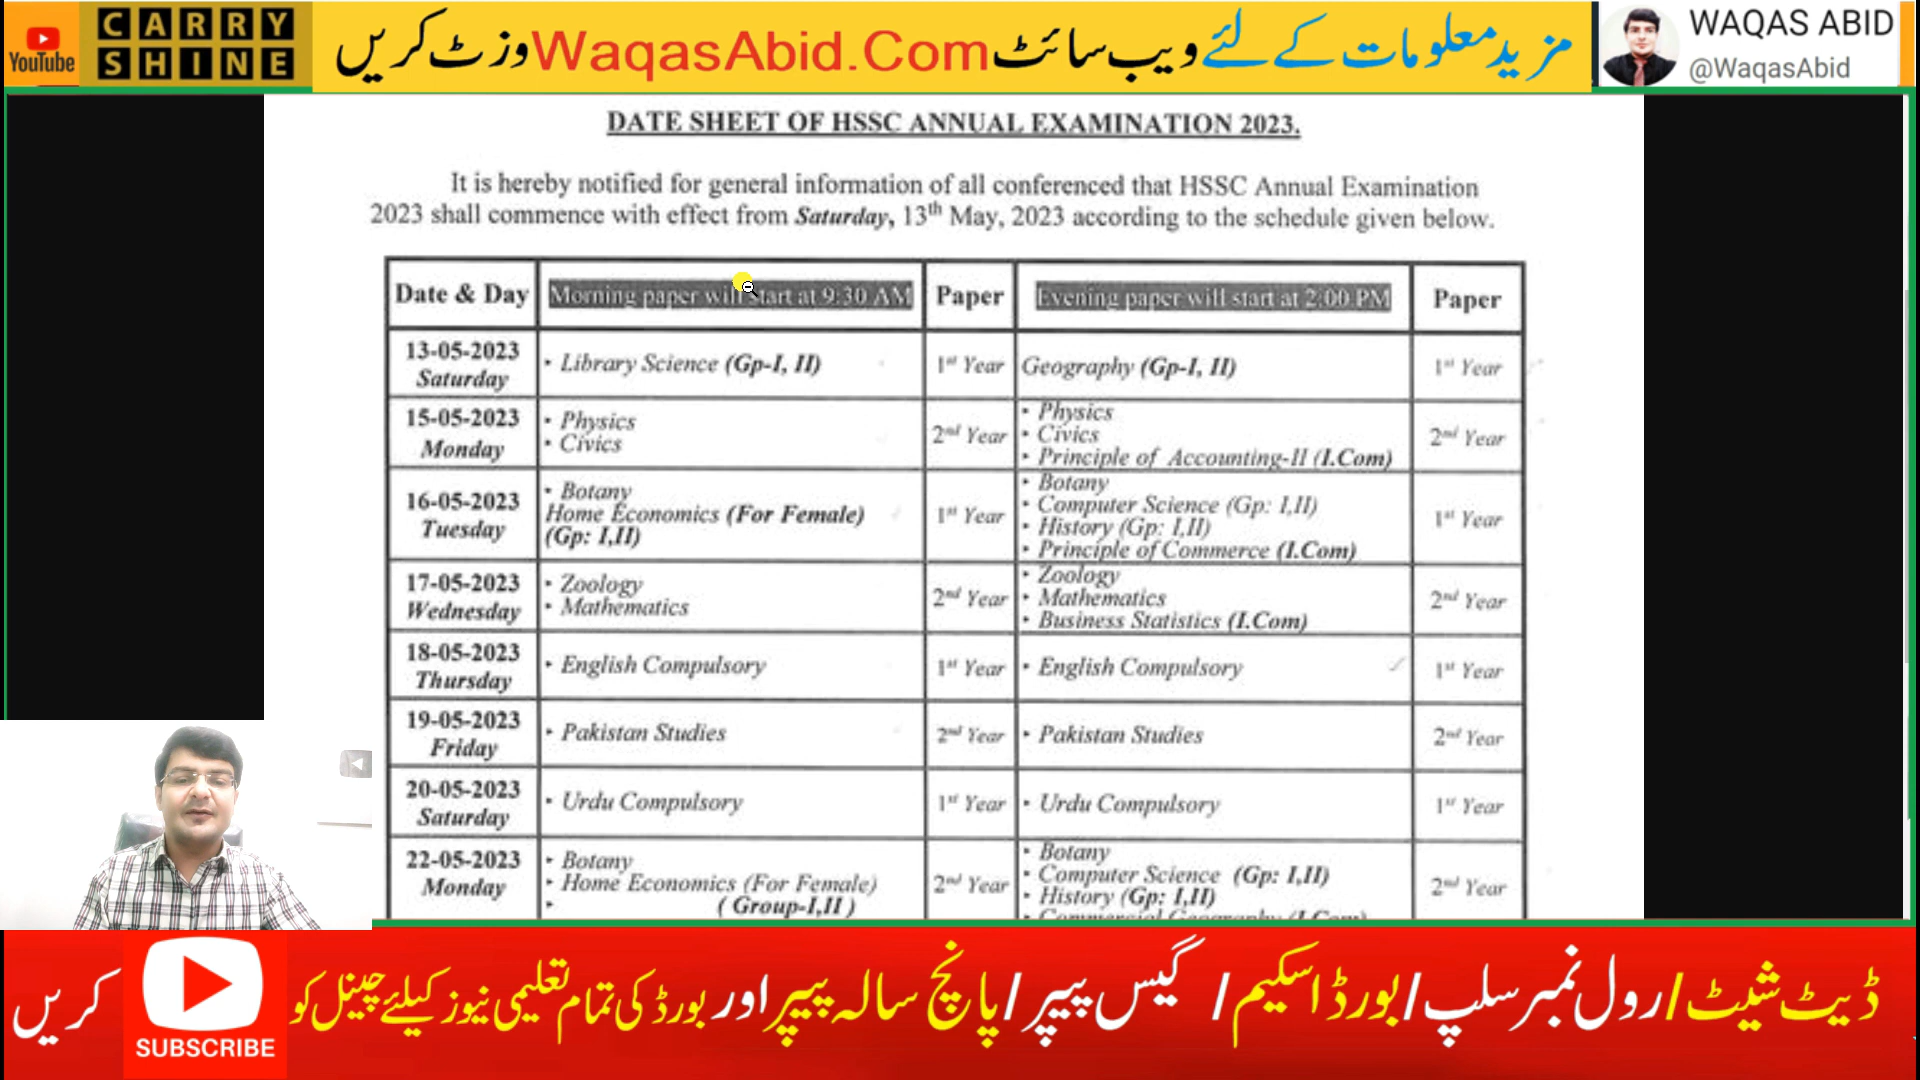 YouTube
CARRY
SHINE
مزید معلومات کے لئے ویب سائٹ WaqasAbid.Com وزٹ کریں
WAQAS ABID
@WaqasAbid
DATE SHEET OF HSSC ANNUAL EXAMINATION 2023.
It is hereby notified for general information of all conferenced that HSSC Annual Examination
2023 shall commence with effect from Saturday, 13th May, 2023 according to the schedule given below.
Date & Day Morning paper will start at 9:30 AM Paper Evening paper will start at 2:00 PM Paper
13-05-2023 Saturday • Library Science (Gp-I, II) 1st Year Geography (Gp-I, II) 1st Year
15-05-2023 Monday
• Physics
• Civics
2nd Year
• Physics
• Civics
• Principle of Accounting-II (I.Com)
2nd Year
16-05-2023 Tuesday
• Botany
Home Economics (For Female)
(Gp: I,II)
1st Year
• Botany
• Computer Science (Gp: I,II)
• History (Gp: I,II)
• Principle of Commerce (I.Com)
1st Year
17-05-2023 Wednesday
• Zoology
• Mathematics
2nd Year
• Zoology
• Mathematics
• Business Statistics (I.Com)
2nd Year
18-05-2023 Thursday • English Compulsory 1st Year • English Compulsory 1st Year
19-05-2023 Friday • Pakistan Studies 2nd Year • Pakistan Studies 2nd Year
20-05-2023 Saturday • Urdu Compulsory 1st Year • Urdu Compulsory 1st Year
22-05-2023 Monday
• Botany
• Home Economics (For Female)
• ( Group-I,II )
2nd Year
• Botany
• Computer Science (Gp: I,II)
• History (Gp: I,II)
• Commercial Geography (I.Com)
2nd Year
ڈیٹ شیٹ/رول نمبر سلپ/بورڈ اسکیم/ گیس پیپر/پانچ سالہ پیپر اور بورڈ کی تمام تعلیمی نیوز کیلئے چینل کو SUBSCRIBE کریں